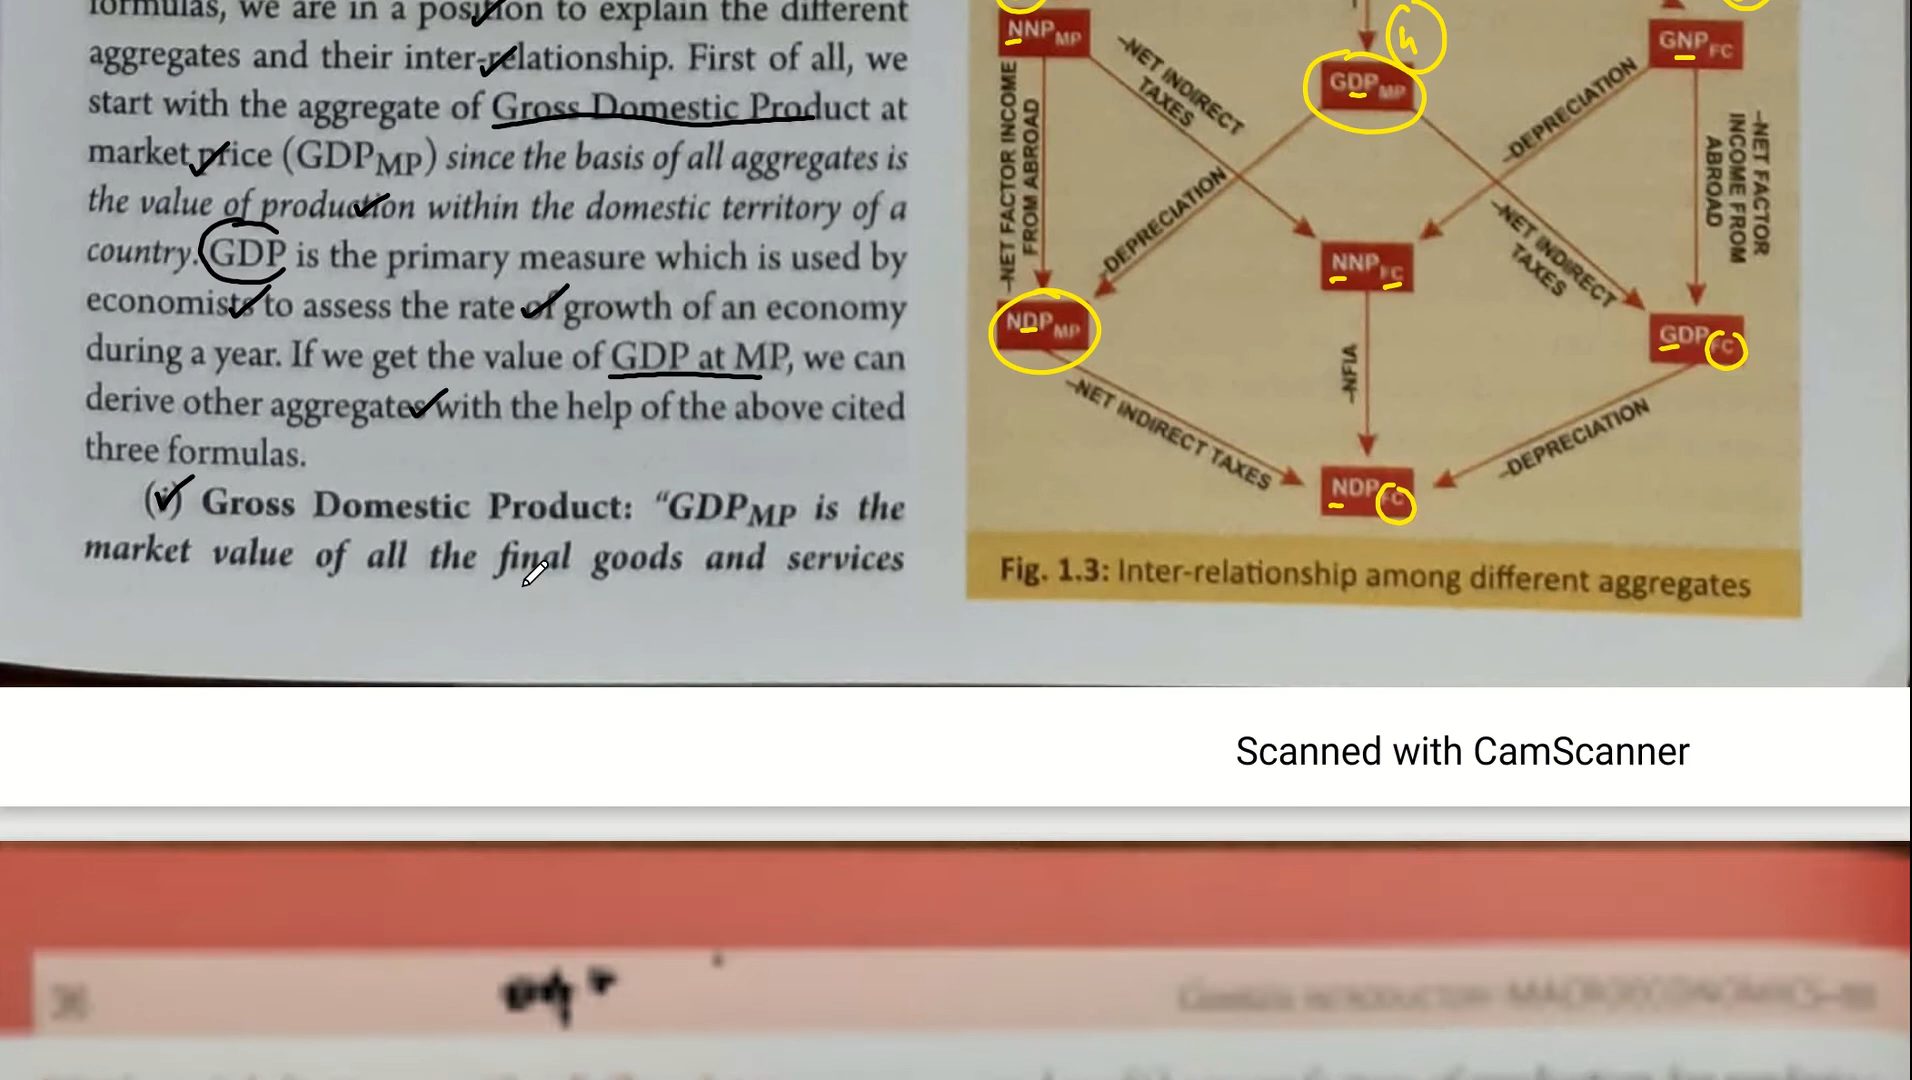 formulas, we are in a position to explain the different
aggregates and their inter-relationship. First of all, we
start with the aggregate of Gross Domestic Product at
market price (GDPMP) since the basis of all aggregates is
the value of production within the domestic territory of a
country. GDP is the primary measure which is used by
economists to assess the rate of growth of an economy
during a year. If we get the value of GDP at MP, we can
derive other aggregates with the help of the above cited
three formulas.
(i) Gross Domestic Product: “GDPMP is the
market value of all the final goods and services
NNPMP
GDPMP
GNPFC
–NET FACTOR INCOME
FROM ABROAD
–NET INDIRECT
TAXES
–DEPRECIATION
–DEPRECIATION
–NET INDIRECT
TAXES
–NET FACTOR
INCOME FROM
ABROAD
NNPFC
NDPMP
GDPFC
–NET INDIRECT TAXES
–NFIA
–DEPRECIATION
NDPFC
Fig. 1.3: Inter-relationship among different aggregates
Scanned with CamScanner
36
INTRODUCTORY MACROECONOMICS–XII